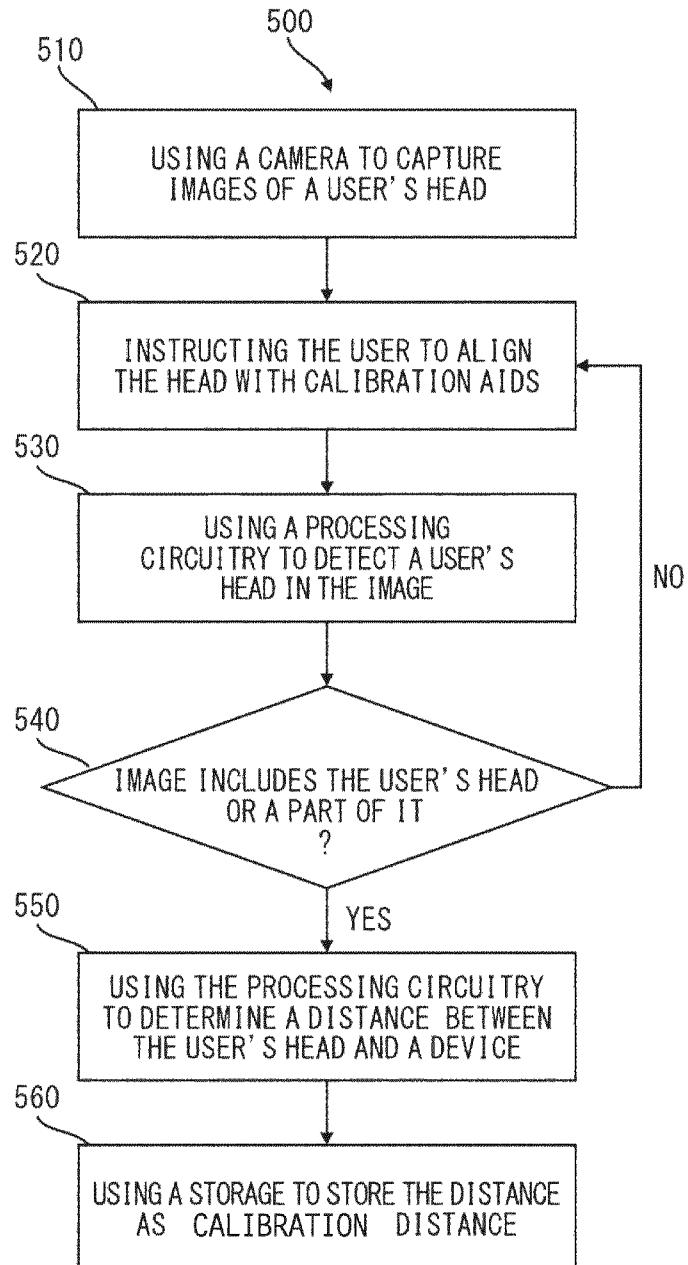 500
510
USING A CAMERA TO CAPTURE
IMAGES OF A USER'S HEAD
520
INSTRUCTING THE USER TO ALIGN
THE HEAD WITH CALIBRATION AIDS
530
USING A PROCESSING
CIRCUITRY TO DETECT A USER'S
HEAD IN THE IMAGE
NO
540
IMAGE INCLUDES THE USER'S HEAD
OR A PART OF IT
?
YES
550
USING THE PROCESSING CIRCUITRY
TO DETERMINE A DISTANCE BETWEEN
THE USER'S HEAD AND A DEVICE
560
USING A STORAGE TO STORE THE DISTANCE
AS CALIBRATION DISTANCE